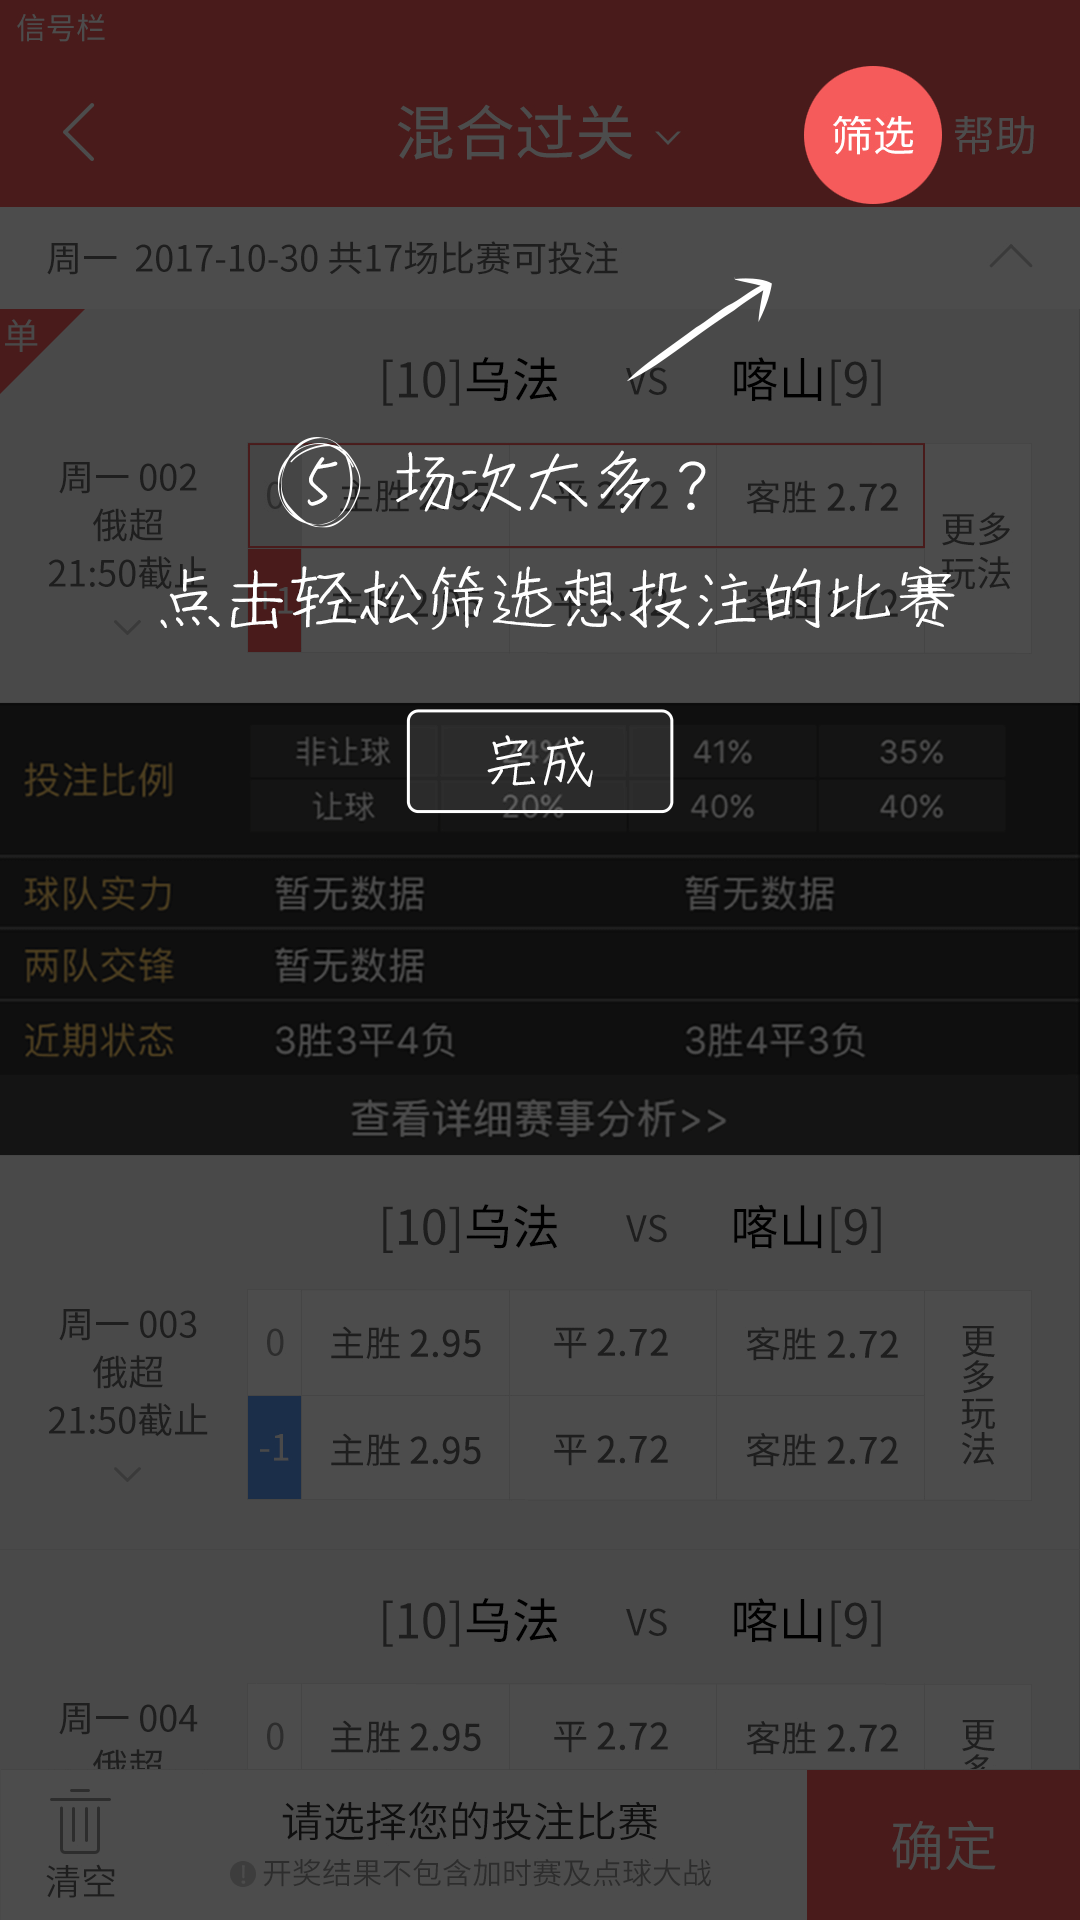 信号栏
混合过关
筛选
帮助
周一 2017-10-30 共17场比赛可投注
单
[10]乌法 VS 喀山[9]
周一 002
俄超
21:50截止
0 主胜 2.95 平 2.72 客胜 2.72
更多
玩法
⑤ 场次太多？
点击轻松筛选想投注的比赛
完成
投注比例
非让球 24% 41% 35%
让球 20% 40% 40%
球队实力 暂无数据 暂无数据
两队交锋 暂无数据
近期状态 3胜3平4负 3胜4平3负
查看详细赛事分析>>
[10]乌法 VS 喀山[9]
周一 003
俄超
21:50截止
0 主胜 2.95 平 2.72 客胜 2.72
-1 主胜 2.95 平 2.72 客胜 2.72
更多玩法
[10]乌法 VS 喀山[9]
周一 004
俄超
0 主胜 2.95 平 2.72 客胜 2.72
更多
清空
请选择您的投注比赛
开奖结果不包含加时赛及点球大战
确定